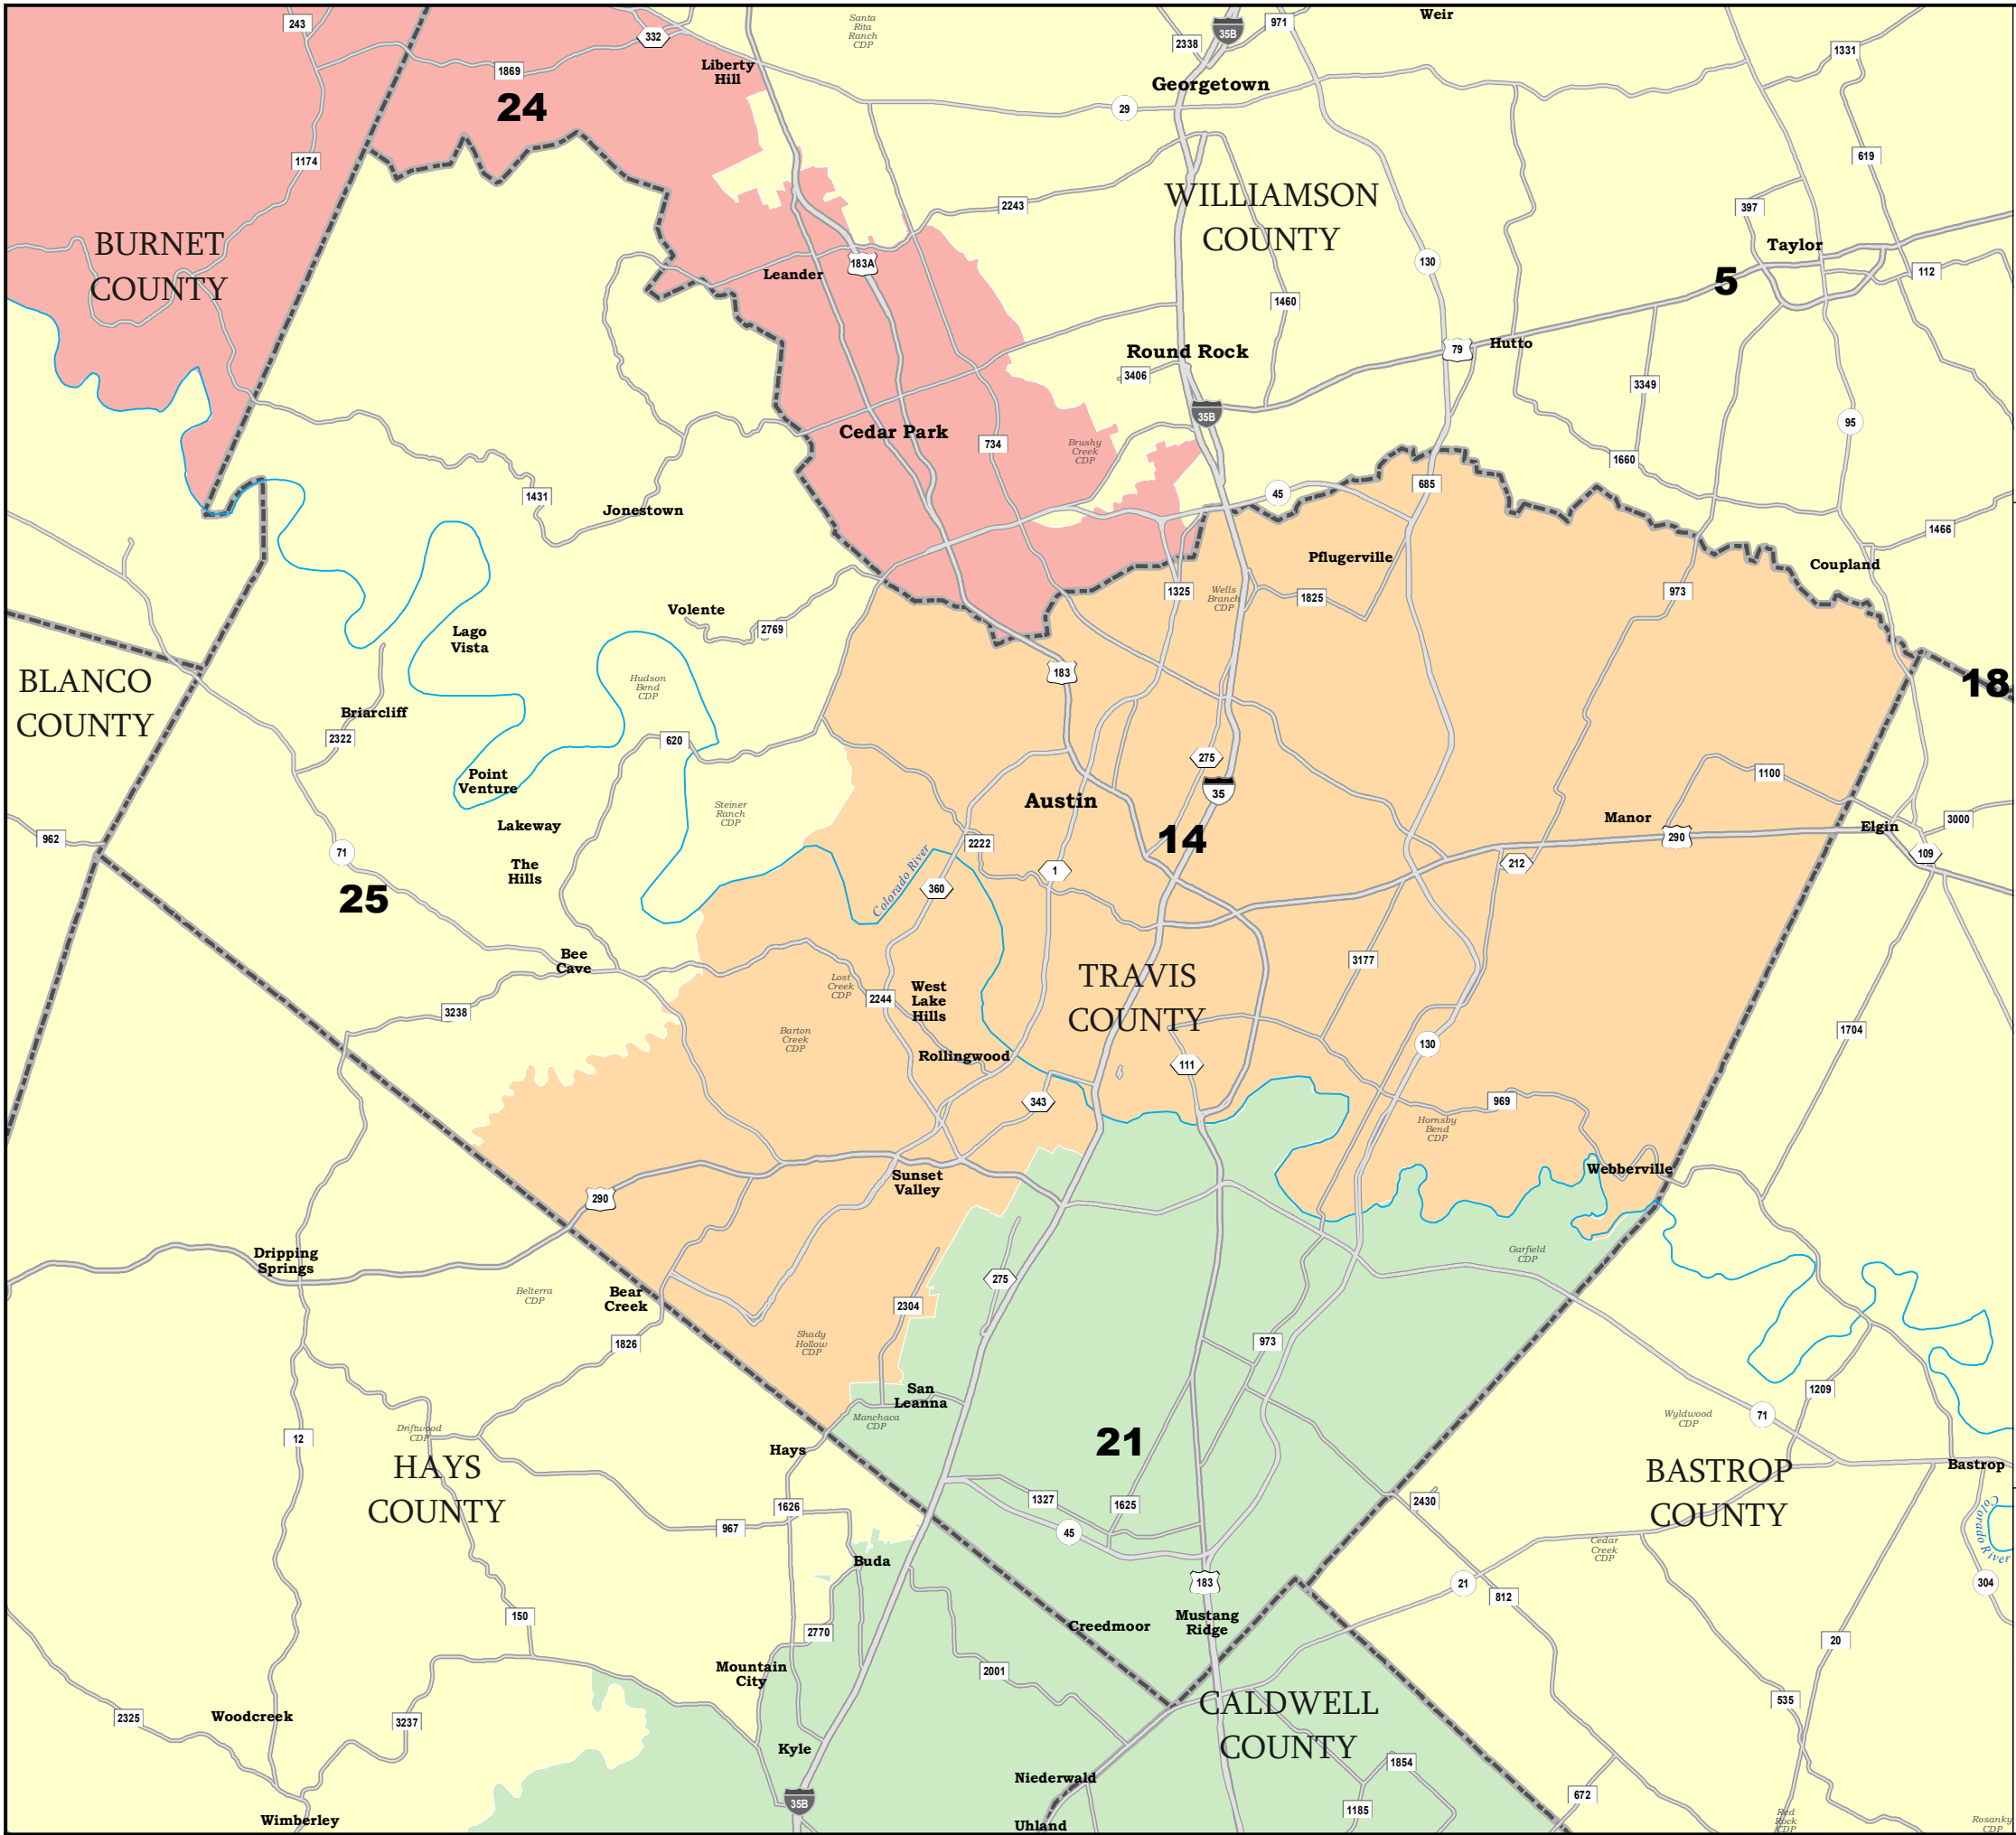 243
332
Santa
Rita
Ranch
CDP
2338
35B
971
Weir
1331
1869
Liberty
Hill
Georgetown
24
29
1174
619
2243
WILLIAMSON
COUNTY
397
Taylor
BURNET
COUNTY
183A
Leander
130
5
112
1460
79
Hutto
Round Rock
3406
3349
35B
Cedar Park
734
Brushy
Creek
CDP
95
1660
45
685
1431
Jonestown
1466
Pflugerville
Coupland
Volente
2769
1325
Wells
Branch
CDP
1825
973
Lago
Vista
BLANCO
COUNTY
Hudson
Bend
CDP
183
18
Briarcliff
2322
620
275
1100
Point
Venture
35
Austin
Steiner
Ranch
CDP
Lakeway
Manor
290
Elgin
3000
962
71
2222
14
The
Hills
1
212
109
Colorado River
360
25
Bee
Cave
3177
TRAVIS
COUNTY
Lost
Creek
CDP
2244
West
Lake
Hills
3238
Barton
Creek
CDP
130
1704
Rollingwood
111
343
969
Hornsby
Bend
CDP
Webberville
Sunset
Valley
290
Dripping
Springs
Garfield
CDP
275
Belterra
CDP
Bear
Creek
2304
1826
Shady
Hollow
CDP
973
San
Leanna
1209
Manchaca
CDP
Wyldwood
CDP
71
Driftwood
CDP
12
Hays
21
HAYS
COUNTY
BASTROP
COUNTY
Bastrop
1626
1327
1625
2430
967
45
Colorado River
Cedar
Creek
CDP
Buda
183
21
812
304
150
2770
Creedmoor
Mustang
Ridge
20
Mountain
City
2001
CALDWELL
COUNTY
535
2325
Woodcreek
3237
Kyle
1854
Niederwald
35B
1185
672
Wimberley
Uhland
Red
Rock
CDP
Rosanky
CDP